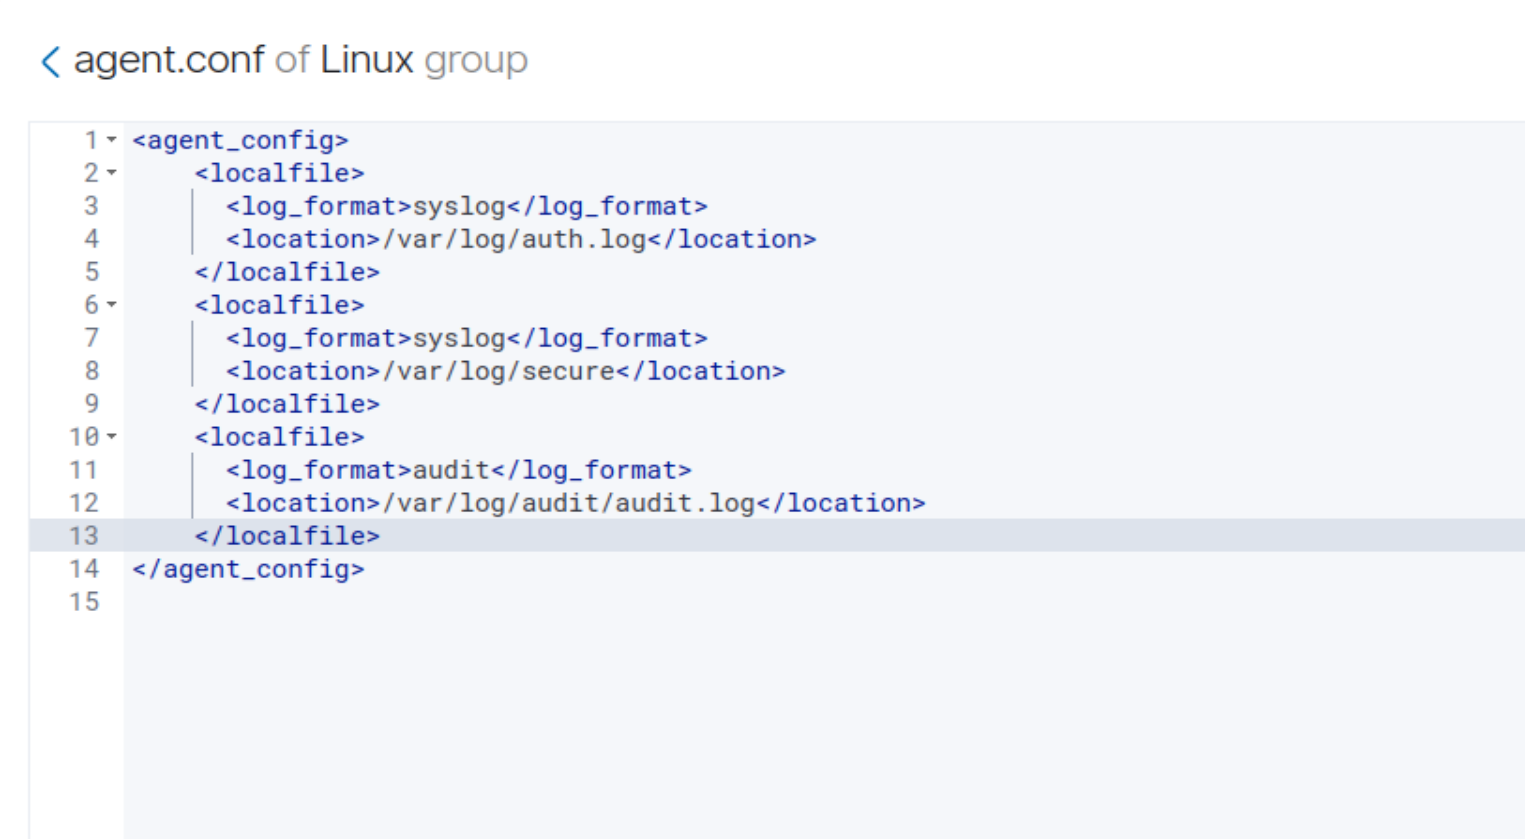 agent.conf of Linux group
1 <agent_config>
2 <localfile>
3 <log_format>syslog</log_format>
4 <location>/var/log/auth.log</location>
5 </localfile>
6 <localfile>
7 <log_format>syslog</log_format>
8 <location>/var/log/secure</location>
9 </localfile>
10 <localfile>
11 <log_format>audit</log_format>
12 <location>/var/log/audit/audit.log</location>
13 </localfile>
14 </agent_config>
15